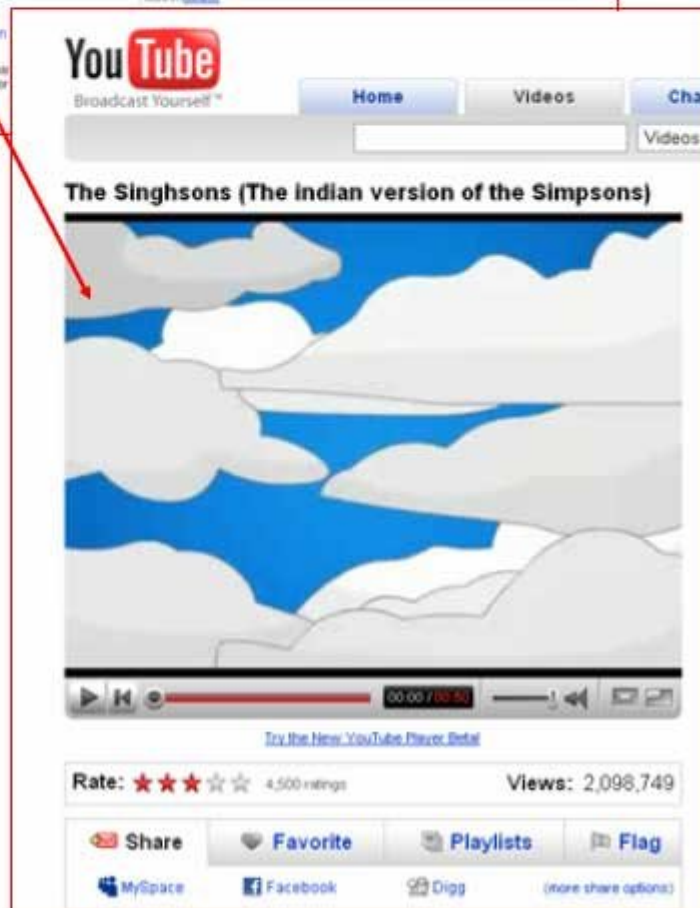 You Tube
Broadcast Yourself™
Home Videos Cha
Videos
The Singhsons (The indian version of the Simpsons)
00:00 / 00:50
Try the New YouTube Player Beta!
Rate: 4,500 ratings Views: 2,098,749
Share Favorite Playlists Flag
MySpace Facebook Digg (more share options)